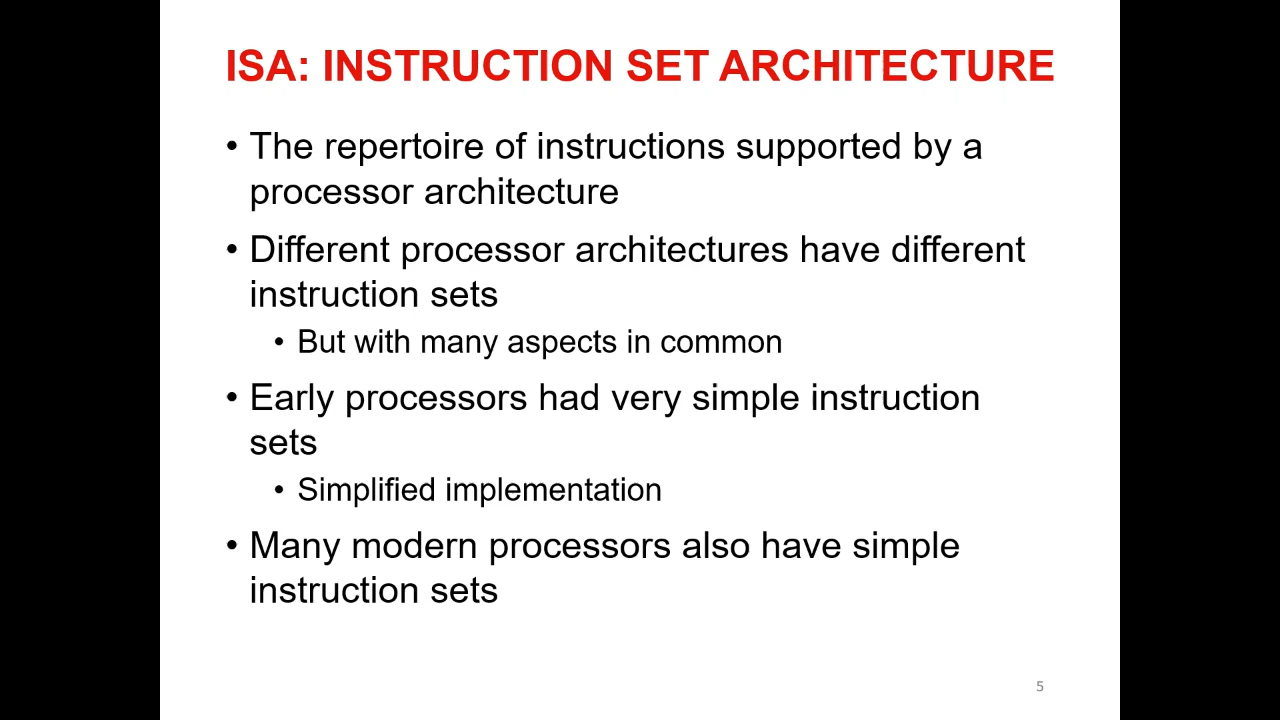 ISA: INSTRUCTION SET ARCHITECTURE
• The repertoire of instructions supported by a
processor architecture
• Different processor architectures have different
instruction sets
• But with many aspects in common
• Early processors had very simple instruction
sets
• Simplified implementation
• Many modern processors also have simple
instruction sets
5